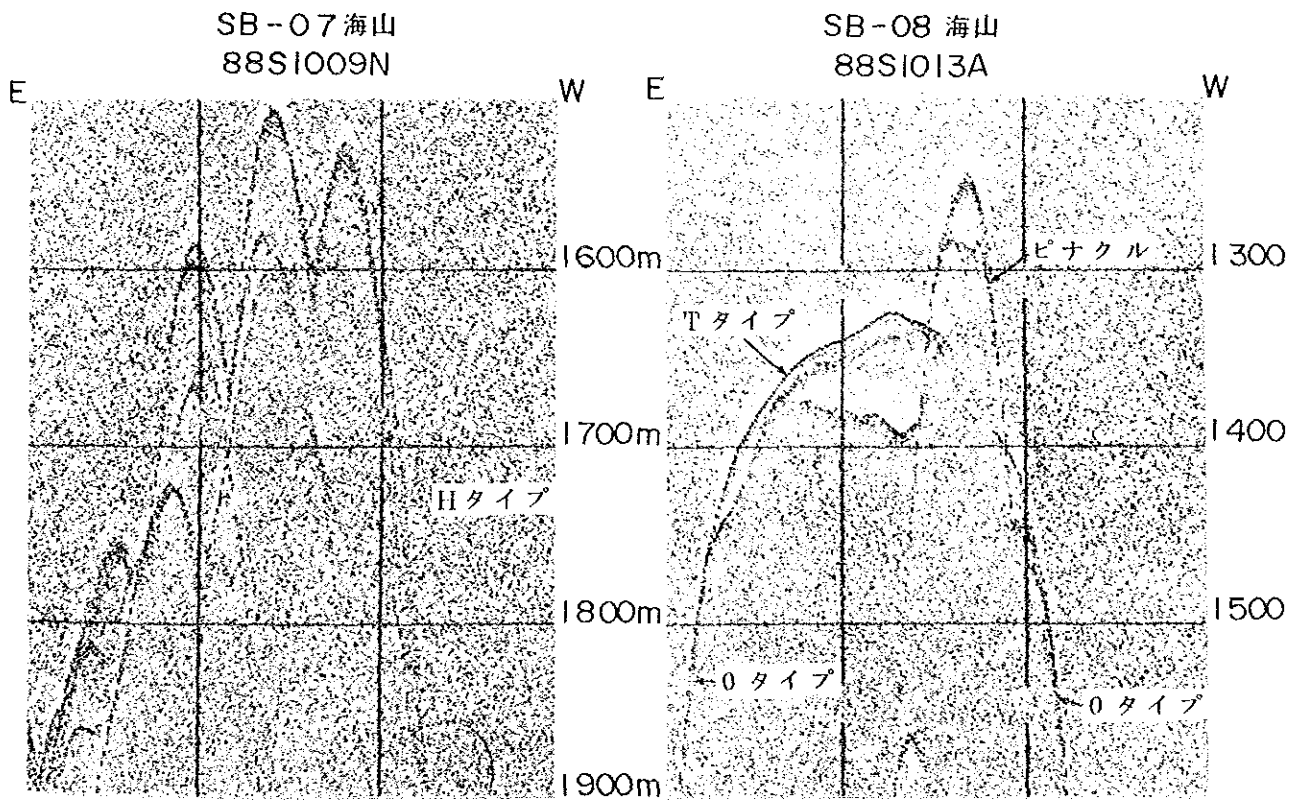 SB-07海山
88S1009N
E
W
1600m
1700m
Hタイプ
1800m
1900m
SB-08 海山
88S1013A
E
W
ピナクル
1300
Tタイプ
1400
1500
←0タイプ
←0タイプ